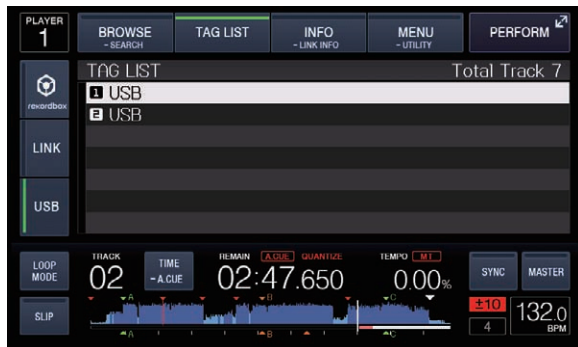 PLAYER
1
BROWSE
- SEARCH
TAG LIST
INFO
- LINK INFO
MENU
- UTILITY
PERFORM
rekordbox
LINK
USB
TAG LIST
Total Track 7
1 USB
2 USB
LOOP
MODE
SLIP
TRACK
02
TIME
- A.CUE
REMAIN A.CUE QUANTIZE
02:47.650
TEMPO MT
0.00%
SYNC
MASTER
±10
4
132.0
BPM
A B C
A B C